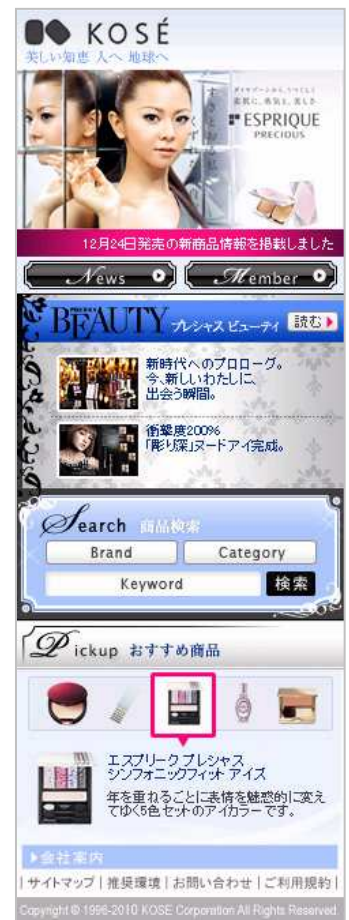 KOSÉ
美しい知恵 人へ 地球へ
ESPRIQUE
PRECIOUS
12月24日発売の新商品情報を掲載しました
News
Member
BEAUTY プレシャスビューティ 読む
新時代へのプロローグ。
今、新しいわたしに、
出会う瞬間。
衝撃度200%
「彫り深」ヌードアイ完成。
Search 商品検索
Brand
Category
Keyword
検索
Pickup おすすめ商品
エスプリークプレシャス
シンフォニックフィット アイズ
年を重ねるごとに表情を魅惑的に変え
てゆく5色セットのアイカラーです。
会社案内
|サイトマップ|推奨環境|お問い合わせ|ご利用規約|
Copyright © 1996-2010 KOSE Corporation All Rights Reserved.